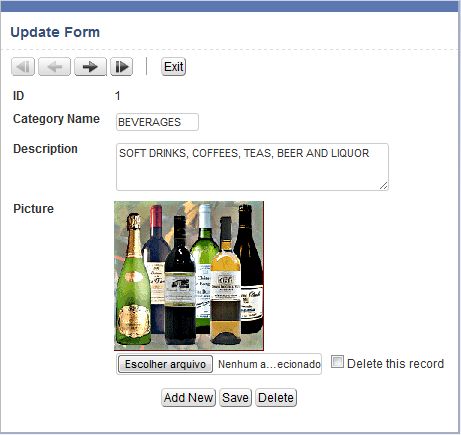 Update Form
Exit
ID 1
Category Name BEVERAGES
Description SOFT DRINKS, COFFEES, TEAS, BEER AND LIQUOR
Picture
Escolher arquivo Nenhum a...ecionado Delete this record
Add New Save Delete